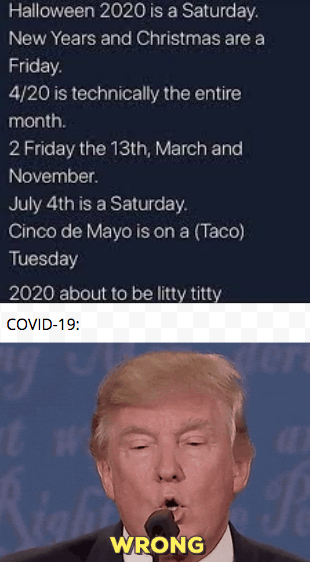 Halloween 2020 is a Saturday.
New Years and Christmas are a
Friday.
4/20 is technically the entire
month.
2 Friday the 13th, March and
November.
July 4th is a Saturday.
Cinco de Mayo is on a (Taco)
Tuesday
2020 about to be litty titty
COVID-19:
WRONG